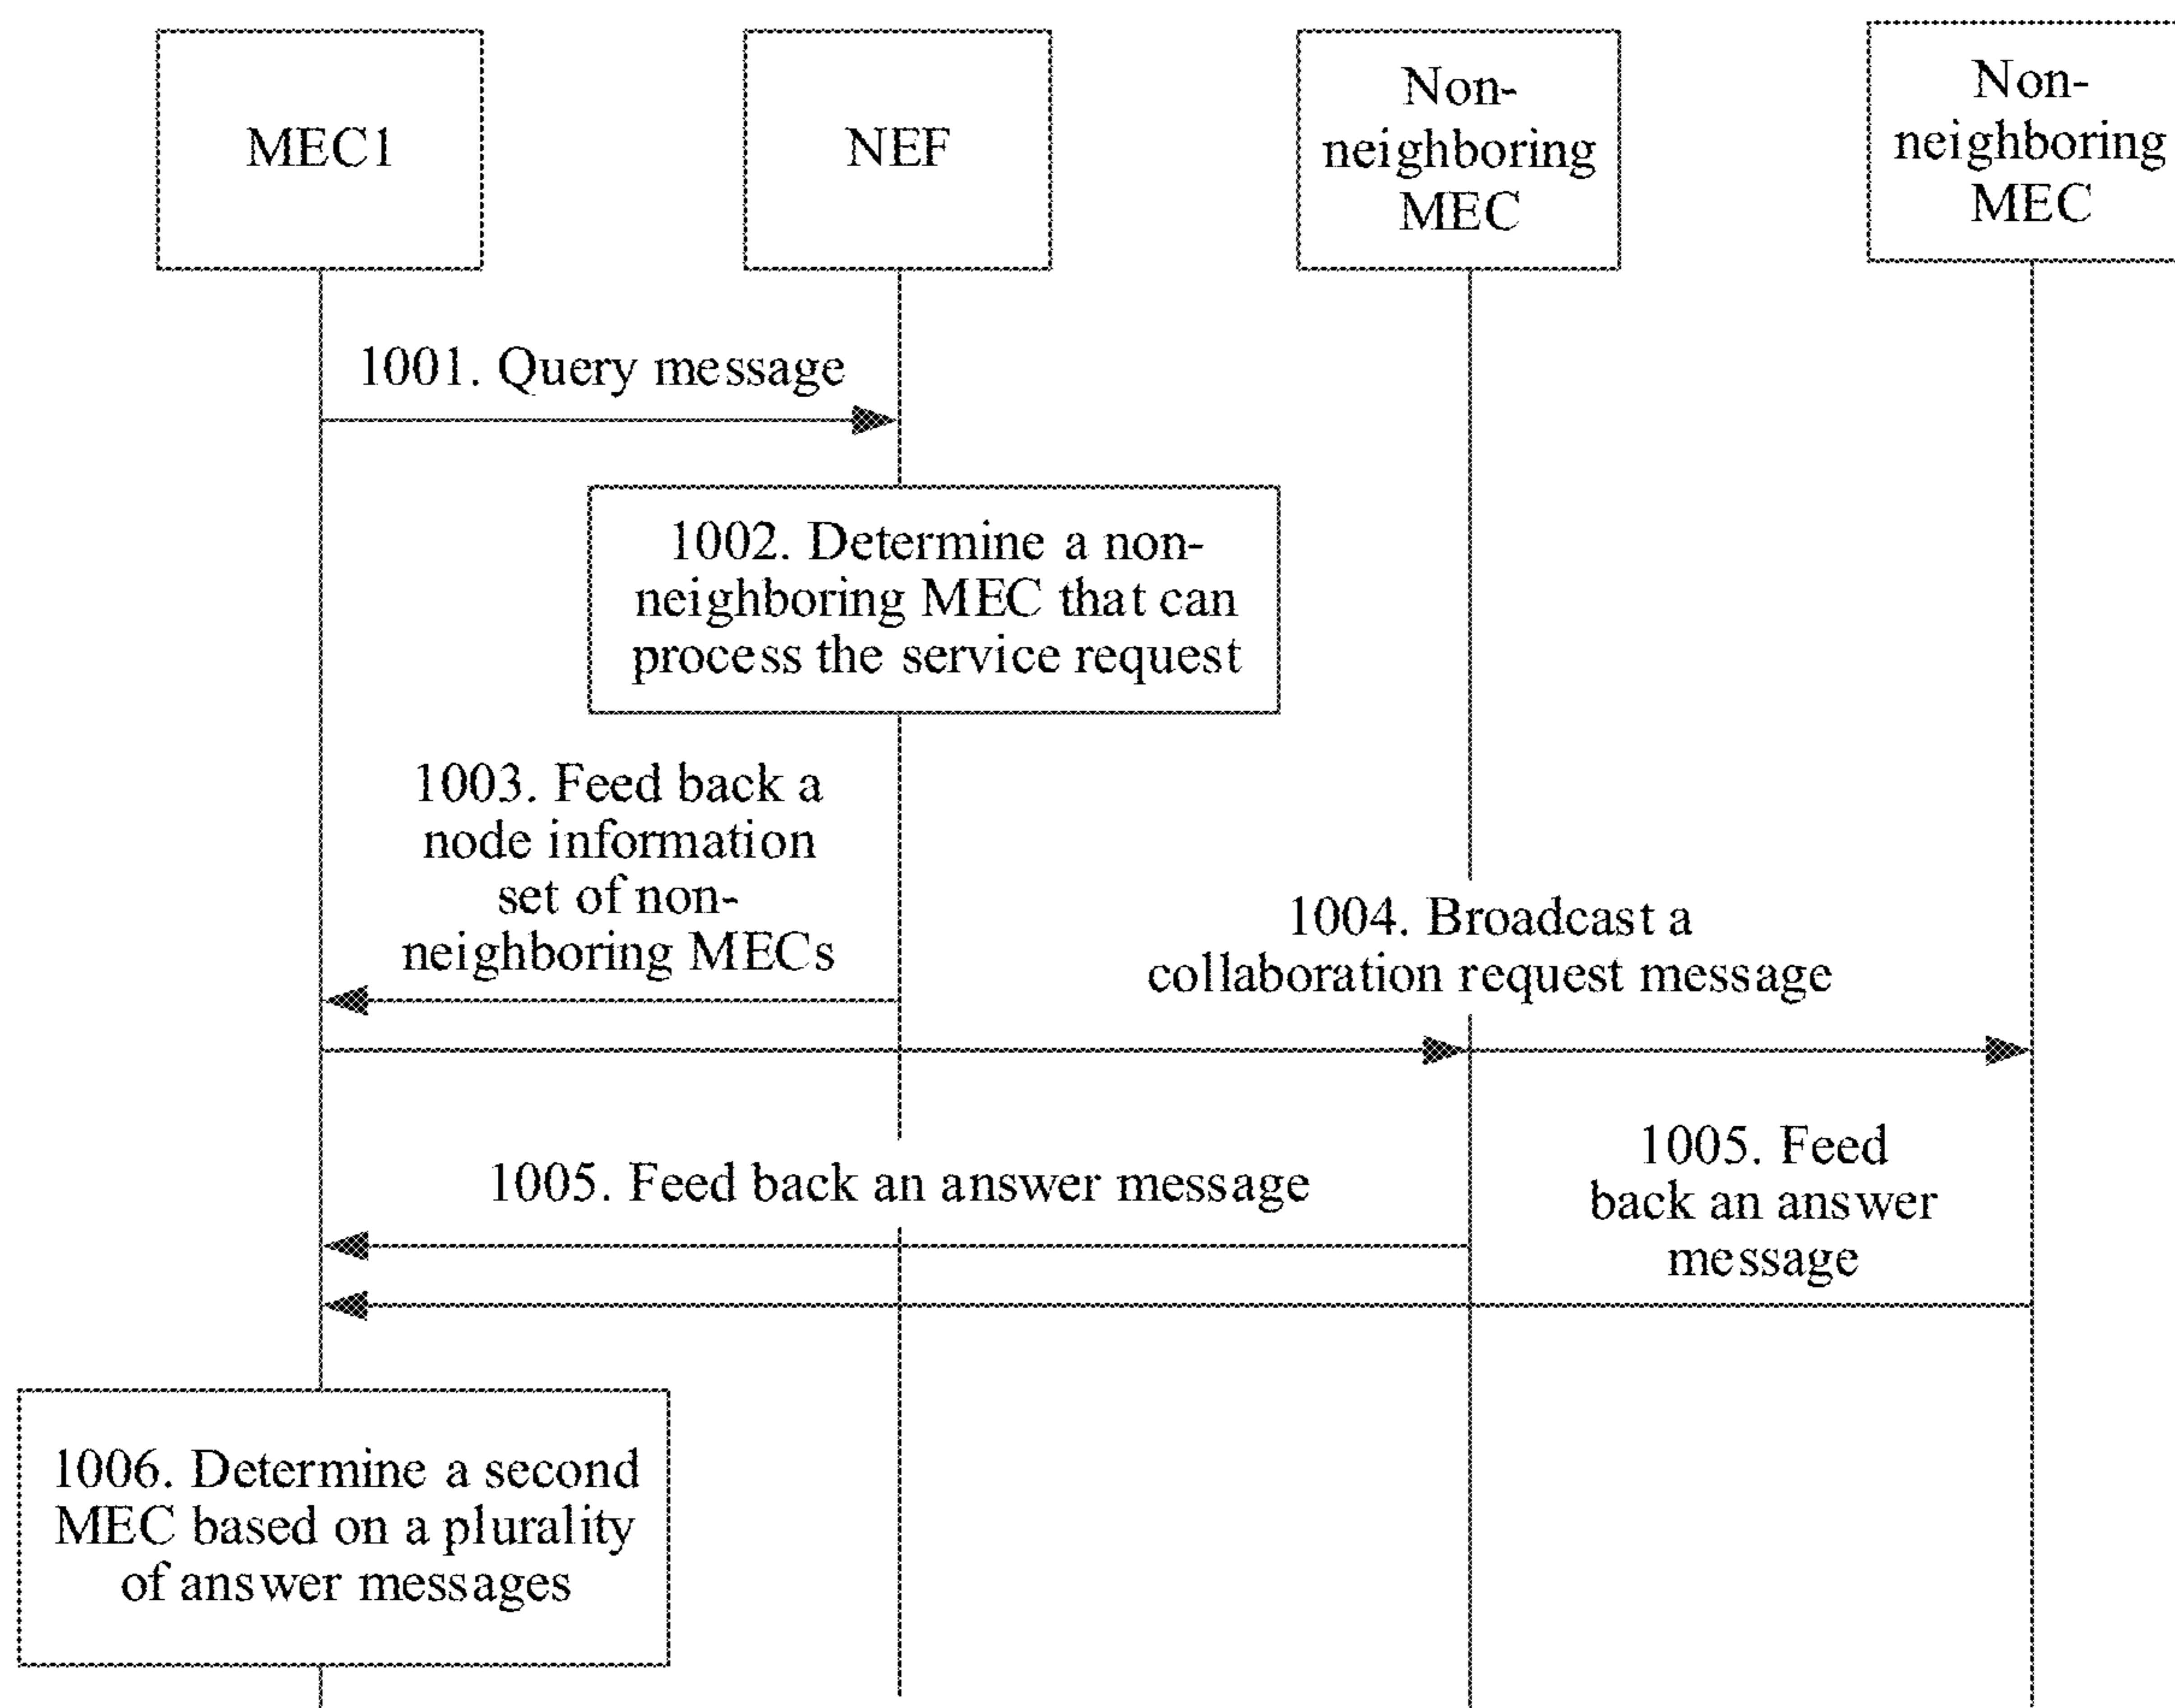 MEC1
NEF
Non-
neighboring
MEC
Non-
neighboring
MEC
1001. Query message
1002. Determine a non-
neighboring MEC that can
process the service request
1003. Feed back a
node information
set of non-
neighboring MECs
1004. Broadcast a
collaboration request message
1005. Feed back an answer message
1005. Feed
back an answer
message
1006. Determine a second
MEC based on a plurality
of answer messages